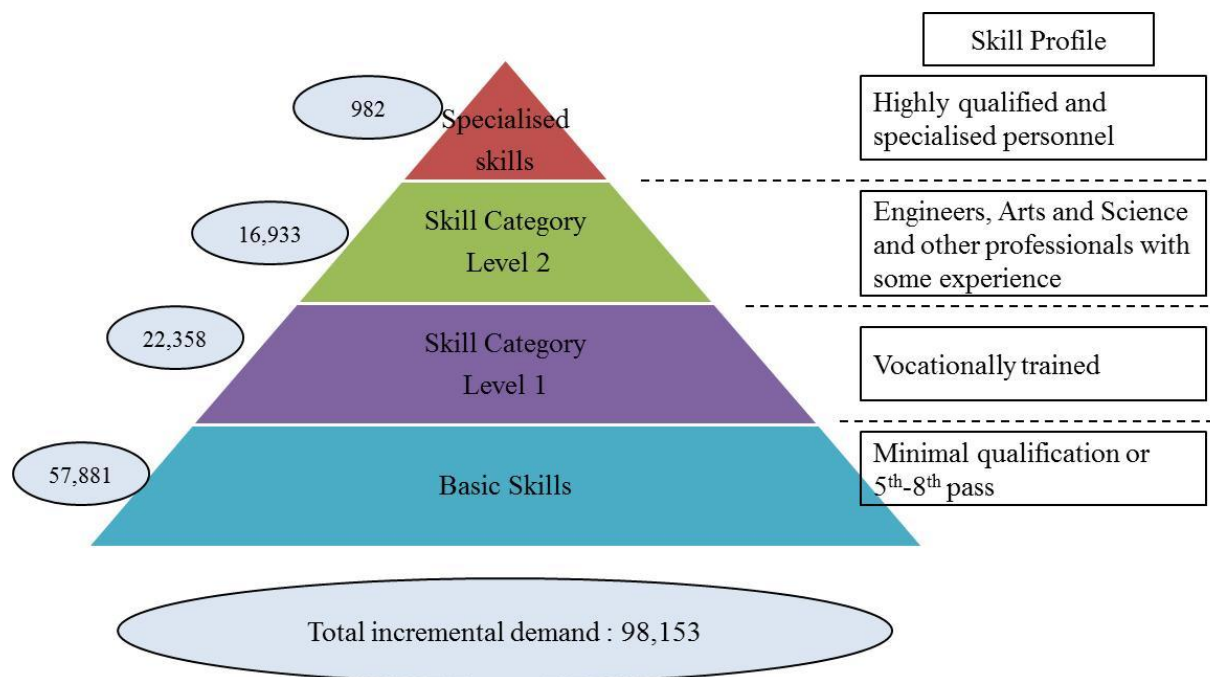 Skill Profile
982
Specialised
skills
Highly qualified and
specialised personnel
16,933
Skill Category
Level 2
Engineers, Arts and Science
and other professionals with
some experience
22,358
Skill Category
Level 1
Vocationally trained
57,881
Basic Skills
Minimal qualification or
5th-8th pass
Total incremental demand : 98,153